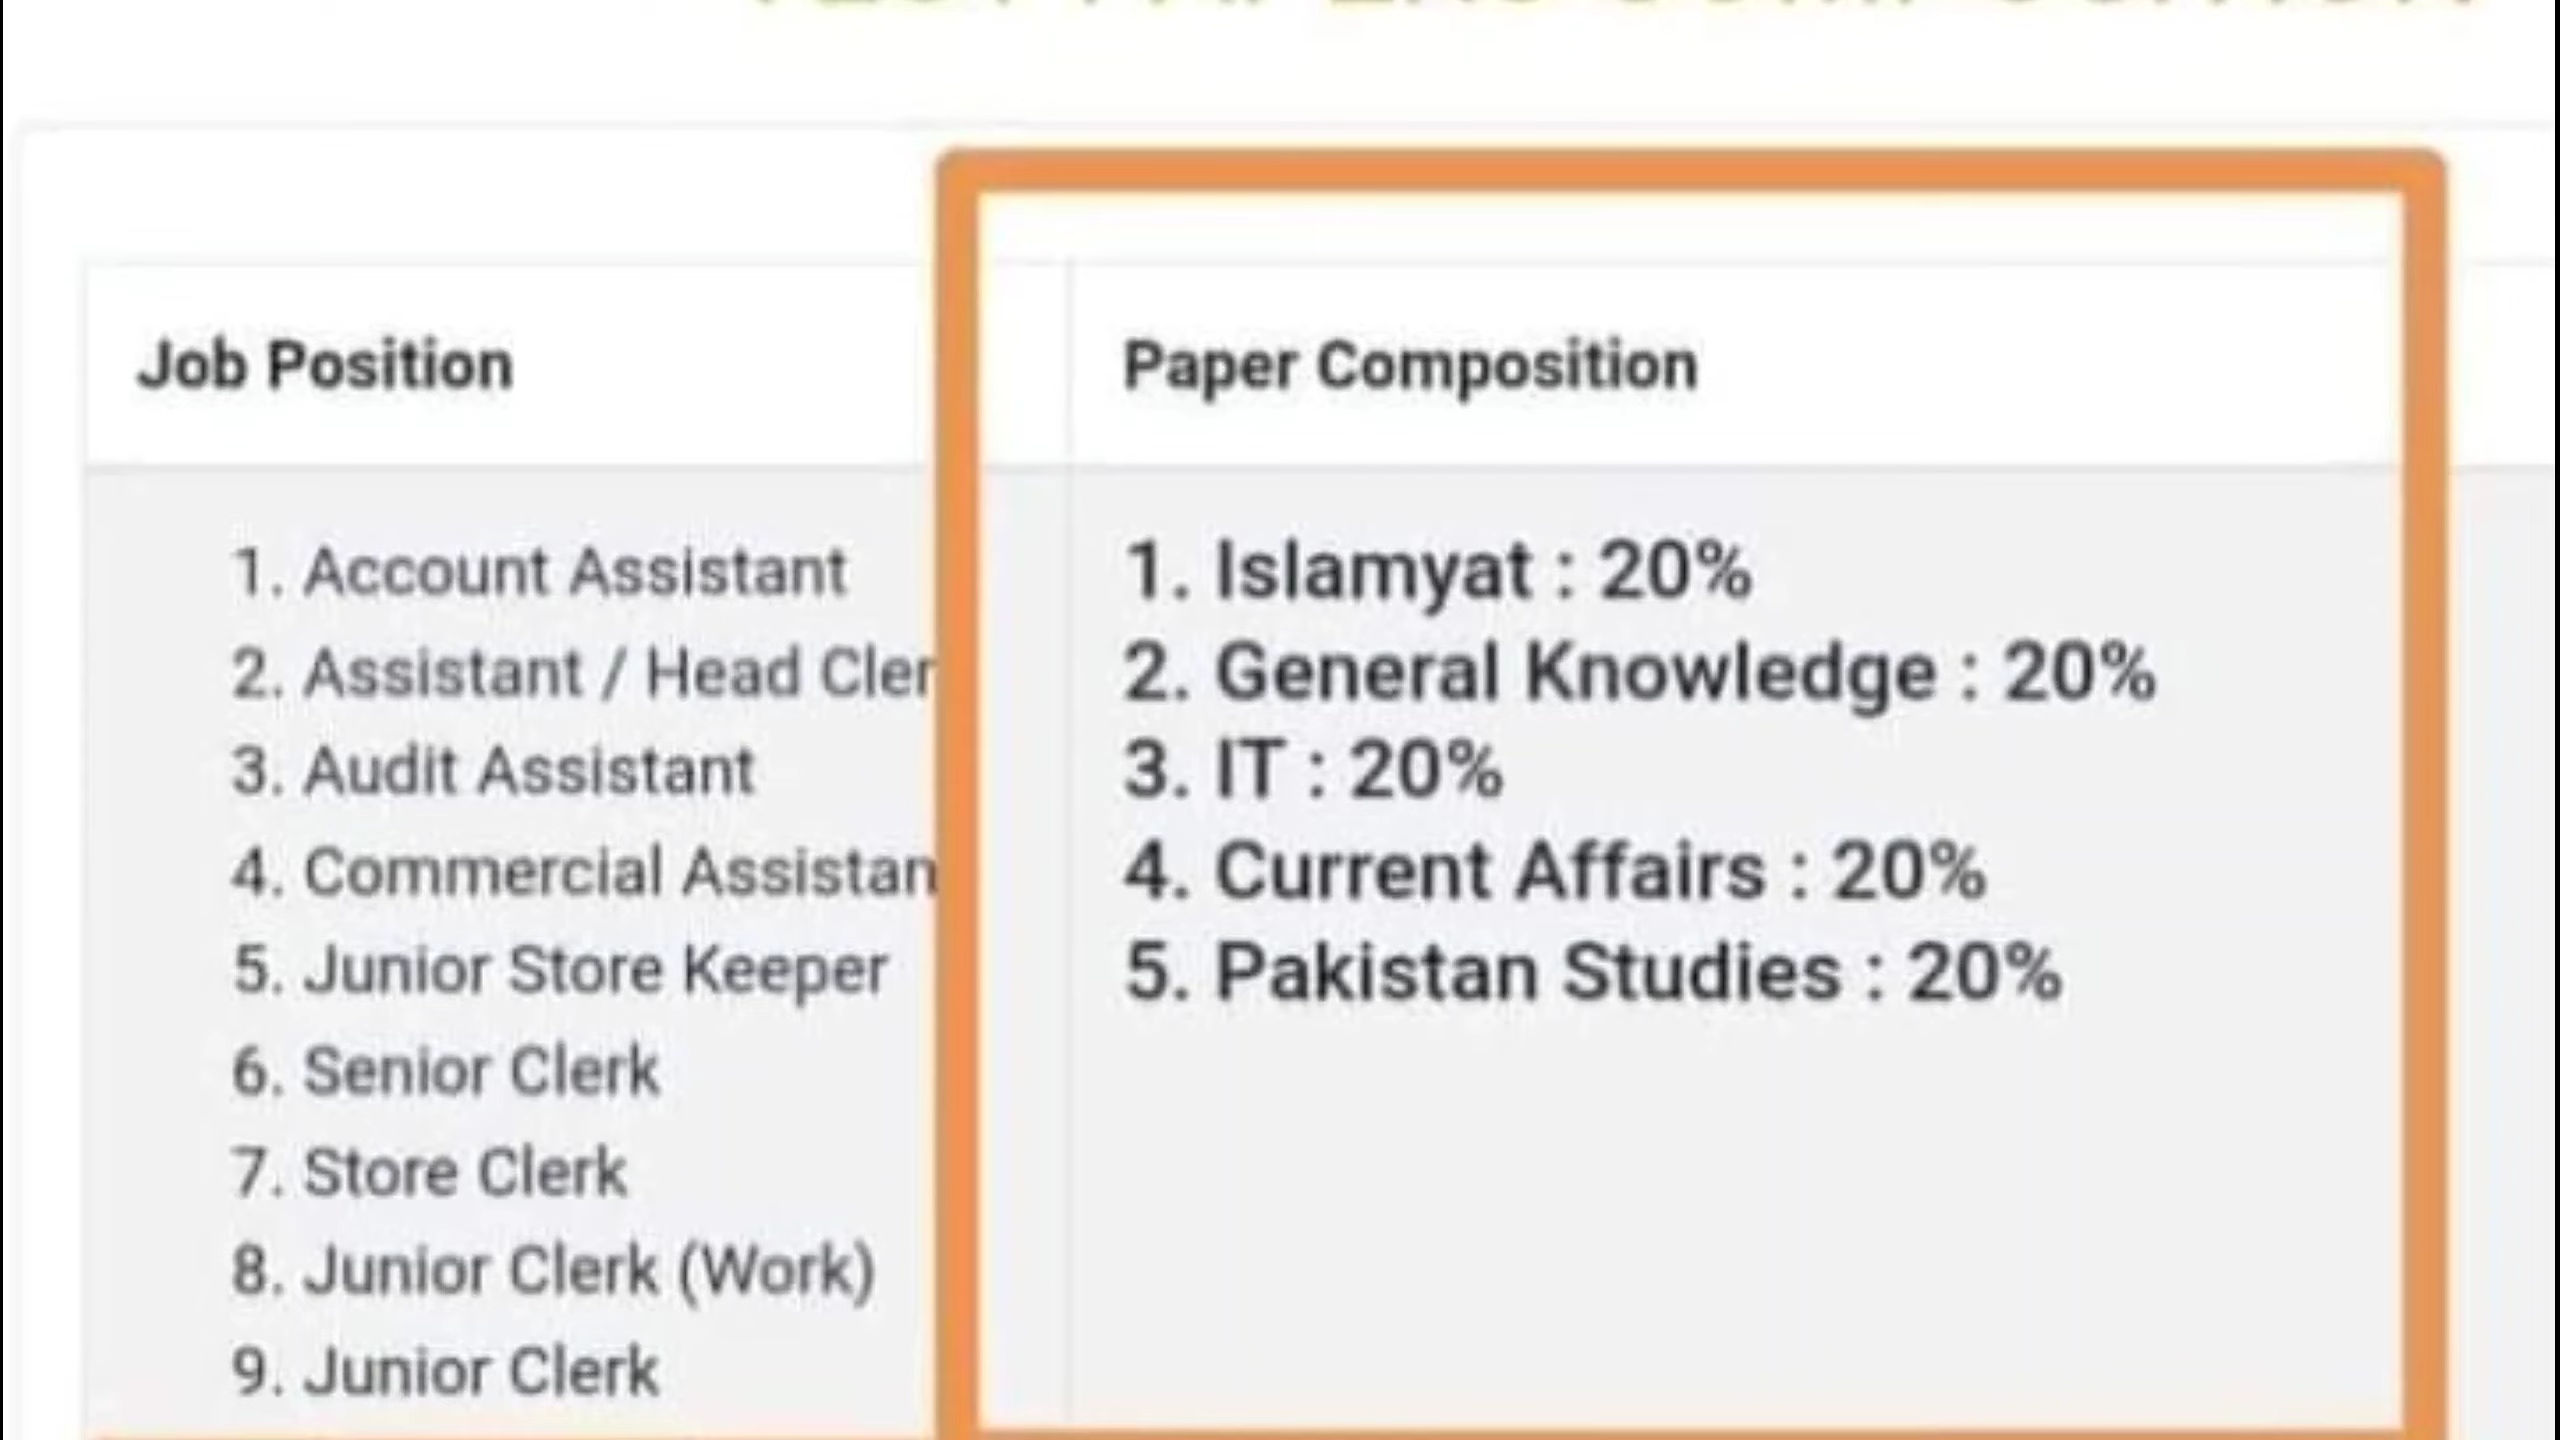 Job Position
Paper Composition
1. Account Assistant
2. Assistant / Head Cler
3. Audit Assistant
4. Commercial Assistan
5. Junior Store Keeper
6. Senior Clerk
7. Store Clerk
8. Junior Clerk (Work)
9. Junior Clerk
1. Islamyat : 20%
2. General Knowledge : 20%
3. IT : 20%
4. Current Affairs : 20%
5. Pakistan Studies : 20%